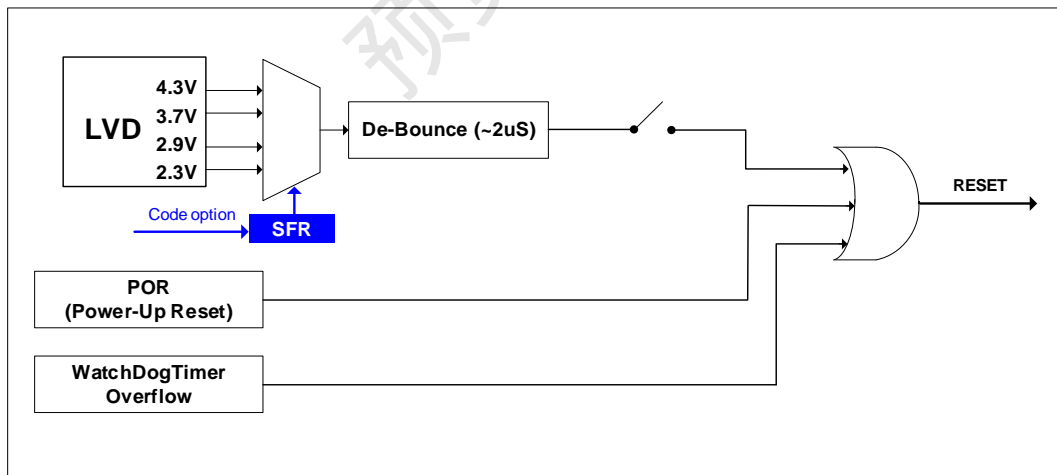 4.3V
3.7V
LVD
2.9V
2.3V
De-Bounce (~2uS)
RESET
Code option
SFR
POR
(Power-Up Reset)
WatchDogTimer
Overflow